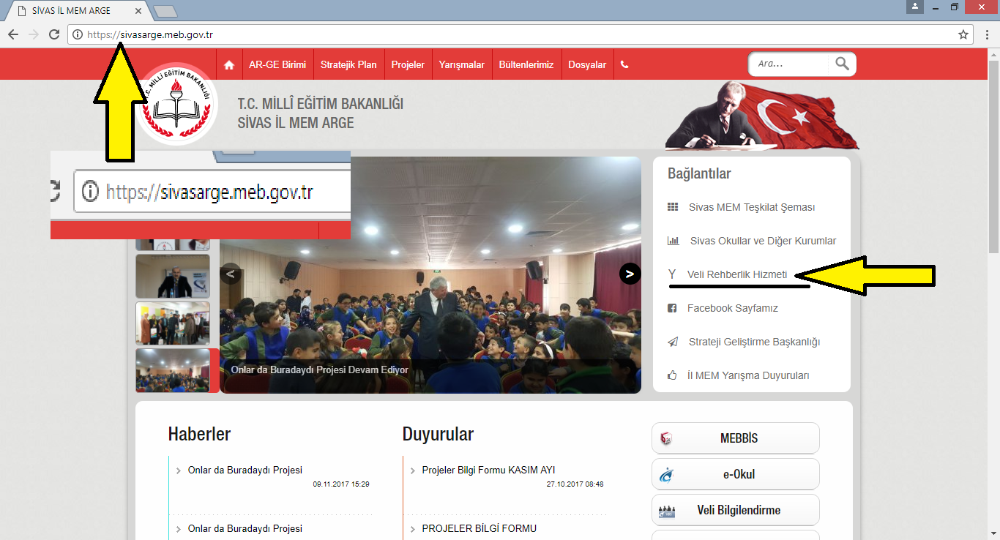 SİVAS İL MEM ARGE
https://sivasarge.meb.gov.tr
AR-GE Birimi
Stratejik Plan
Projeler
Yarışmalar
Bültenlerimiz
Dosyalar
Ara...
T.C. MİLLÎ EĞİTİM BAKANLIĞI
T.C. MİLLÎ EĞİTİM BAKANLIĞI
SİVAS İL MEM ARGE
https://sivasarge.meb.gov.tr
Bağlantılar
Sivas MEM Teşkilat Şeması
Sivas Okullar ve Diğer Kurumlar
Veli Rehberlik Hizmeti
Facebook Sayfamız
Strateji Geliştirme Başkanlığı
İl MEM Yarışma Duyuruları
<
>
Onlar da Buradaydı Projesi Devam Ediyor
Haberler
Onlar da Buradaydı Projesi
09.11.2017 15:29
Onlar da Buradaydı Projesi
Duyurular
Projeler Bilgi Formu KASIM AYI
27.10.2017 08:48
PROJELER BİLGİ FORMU
MEBBİS
e-Okul
Veli Bilgilendirme